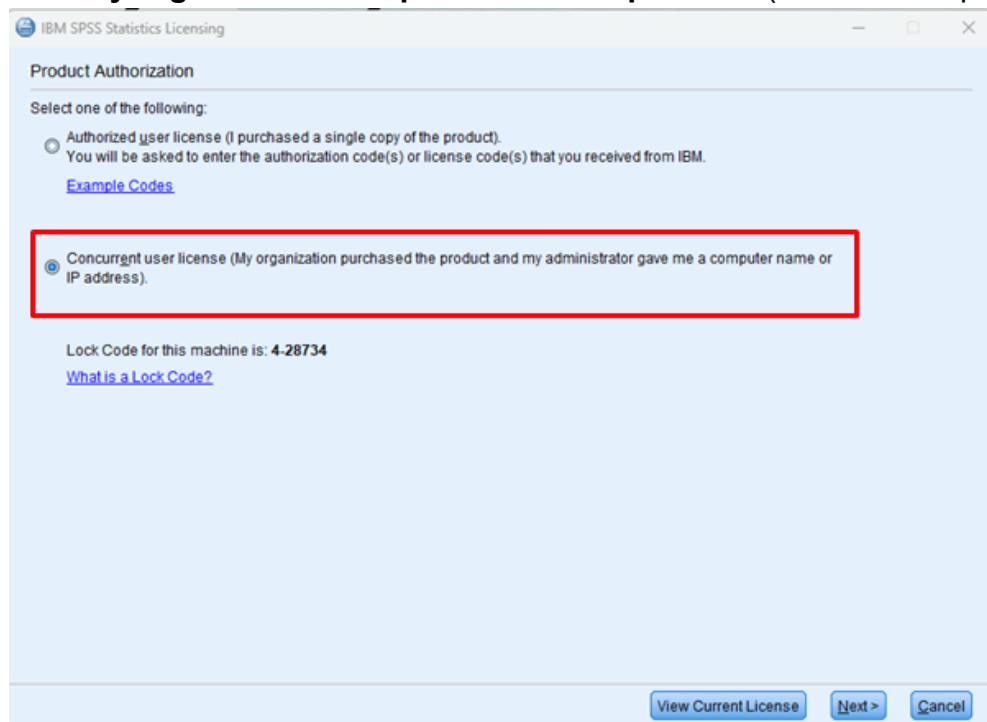 IBM SPSS Statistics Licensing
Product Authorization
Select one of the following:
Authorized user license (I purchased a single copy of the product).
You will be asked to enter the authorization code(s) or license code(s) that you received from IBM.
Example Codes
Concurrent user license (My organization purchased the product and my administrator gave me a computer name or
IP address).
Lock Code for this machine is: 4-28734
What is a Lock Code?
View Current License Next > Cancel